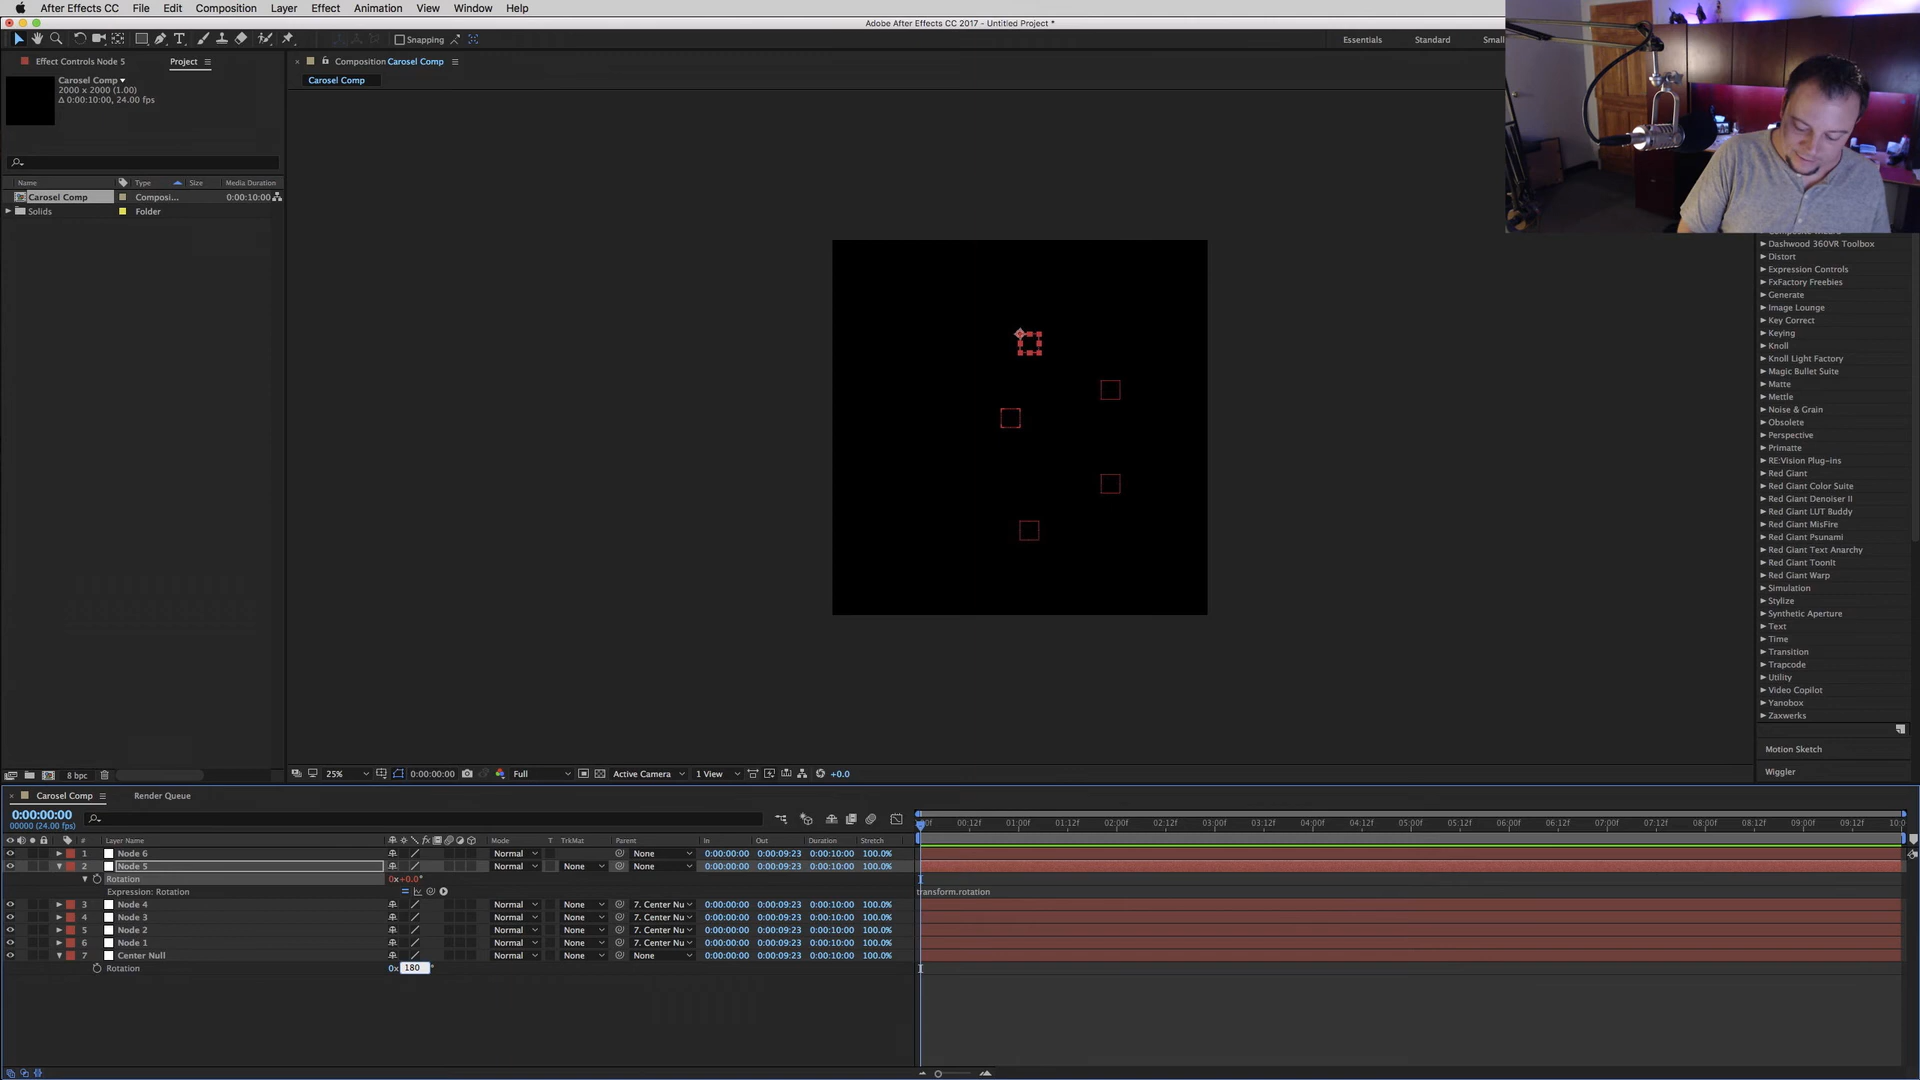 After Effects CC File Edit Composition Layer Effect Animation View Window Help
Adobe After Effects CC 2017 - Untitled Project *
Snapping
Essentials Standard Smal
Effect Controls Node 5 Project
Composition Carosel Comp
Carosel Comp
Carosel Comp
2000 x 2000 (1.00)
Δ 0:00:10:00, 24.00 fps
Name Type Size Media Duration
Carosel Comp Composi... 0:00:10:00
Solids Folder
Dashwood 360VR Toolbox
Distort
Expression Controls
FxFactory Freebies
Generate
Image Lounge
Key Correct
Keying
Knoll
Knoll Light Factory
Magic Bullet Suite
Matte
Mettle
Noise & Grain
Obsolete
Perspective
Primatte
RE:Vision Plug-ins
Red Giant
Red Giant Color Suite
Red Giant Denoiser II
Red Giant LUT Buddy
Red Giant MisFire
Red Giant Psunami
Red Giant Text Anarchy
Red Giant ToonIt
Red Giant Warp
Simulation
Stylize
Synthetic Aperture
Text
Time
Transition
Trapcode
Utility
Video Copilot
Yanobox
Zaxwerks
Motion Sketch
Wiggler
8 bpc
25% 0:00:00:00 Full Active Camera 1 View +0.0
Carosel Comp Render Queue
0:00:00:00
00000 (24.00 fps)
00f 00:12f 01:00f 01:12f 02:00f 02:12f 03:00f 03:12f 04:00f 04:12f 05:00f 05:12f 06:00f 06:12f 07:00f 07:12f 08:00f 08:12f 09:00f 09:12f 10:0
# Layer Name Mode T TrkMat Parent In Out Duration Stretch
1 Node 6 Normal None 0:00:00:00 0:00:09:23 0:00:10:00 100.0%
2 Node 5 Normal None None 0:00:00:00 0:00:09:23 0:00:10:00 100.0%
Rotation 0x+0.0°
Expression: Rotation transform.rotation
3 Node 4 Normal None 7. Center Nu 0:00:00:00 0:00:09:23 0:00:10:00 100.0%
4 Node 3 Normal None 7. Center Nu 0:00:00:00 0:00:09:23 0:00:10:00 100.0%
5 Node 2 Normal None 7. Center Nu 0:00:00:00 0:00:09:23 0:00:10:00 100.0%
6 Node 1 Normal None 7. Center Nu 0:00:00:00 0:00:09:23 0:00:10:00 100.0%
7 Center Null Normal None None 0:00:00:00 0:00:09:23 0:00:10:00 100.0%
Rotation 0x 180 °